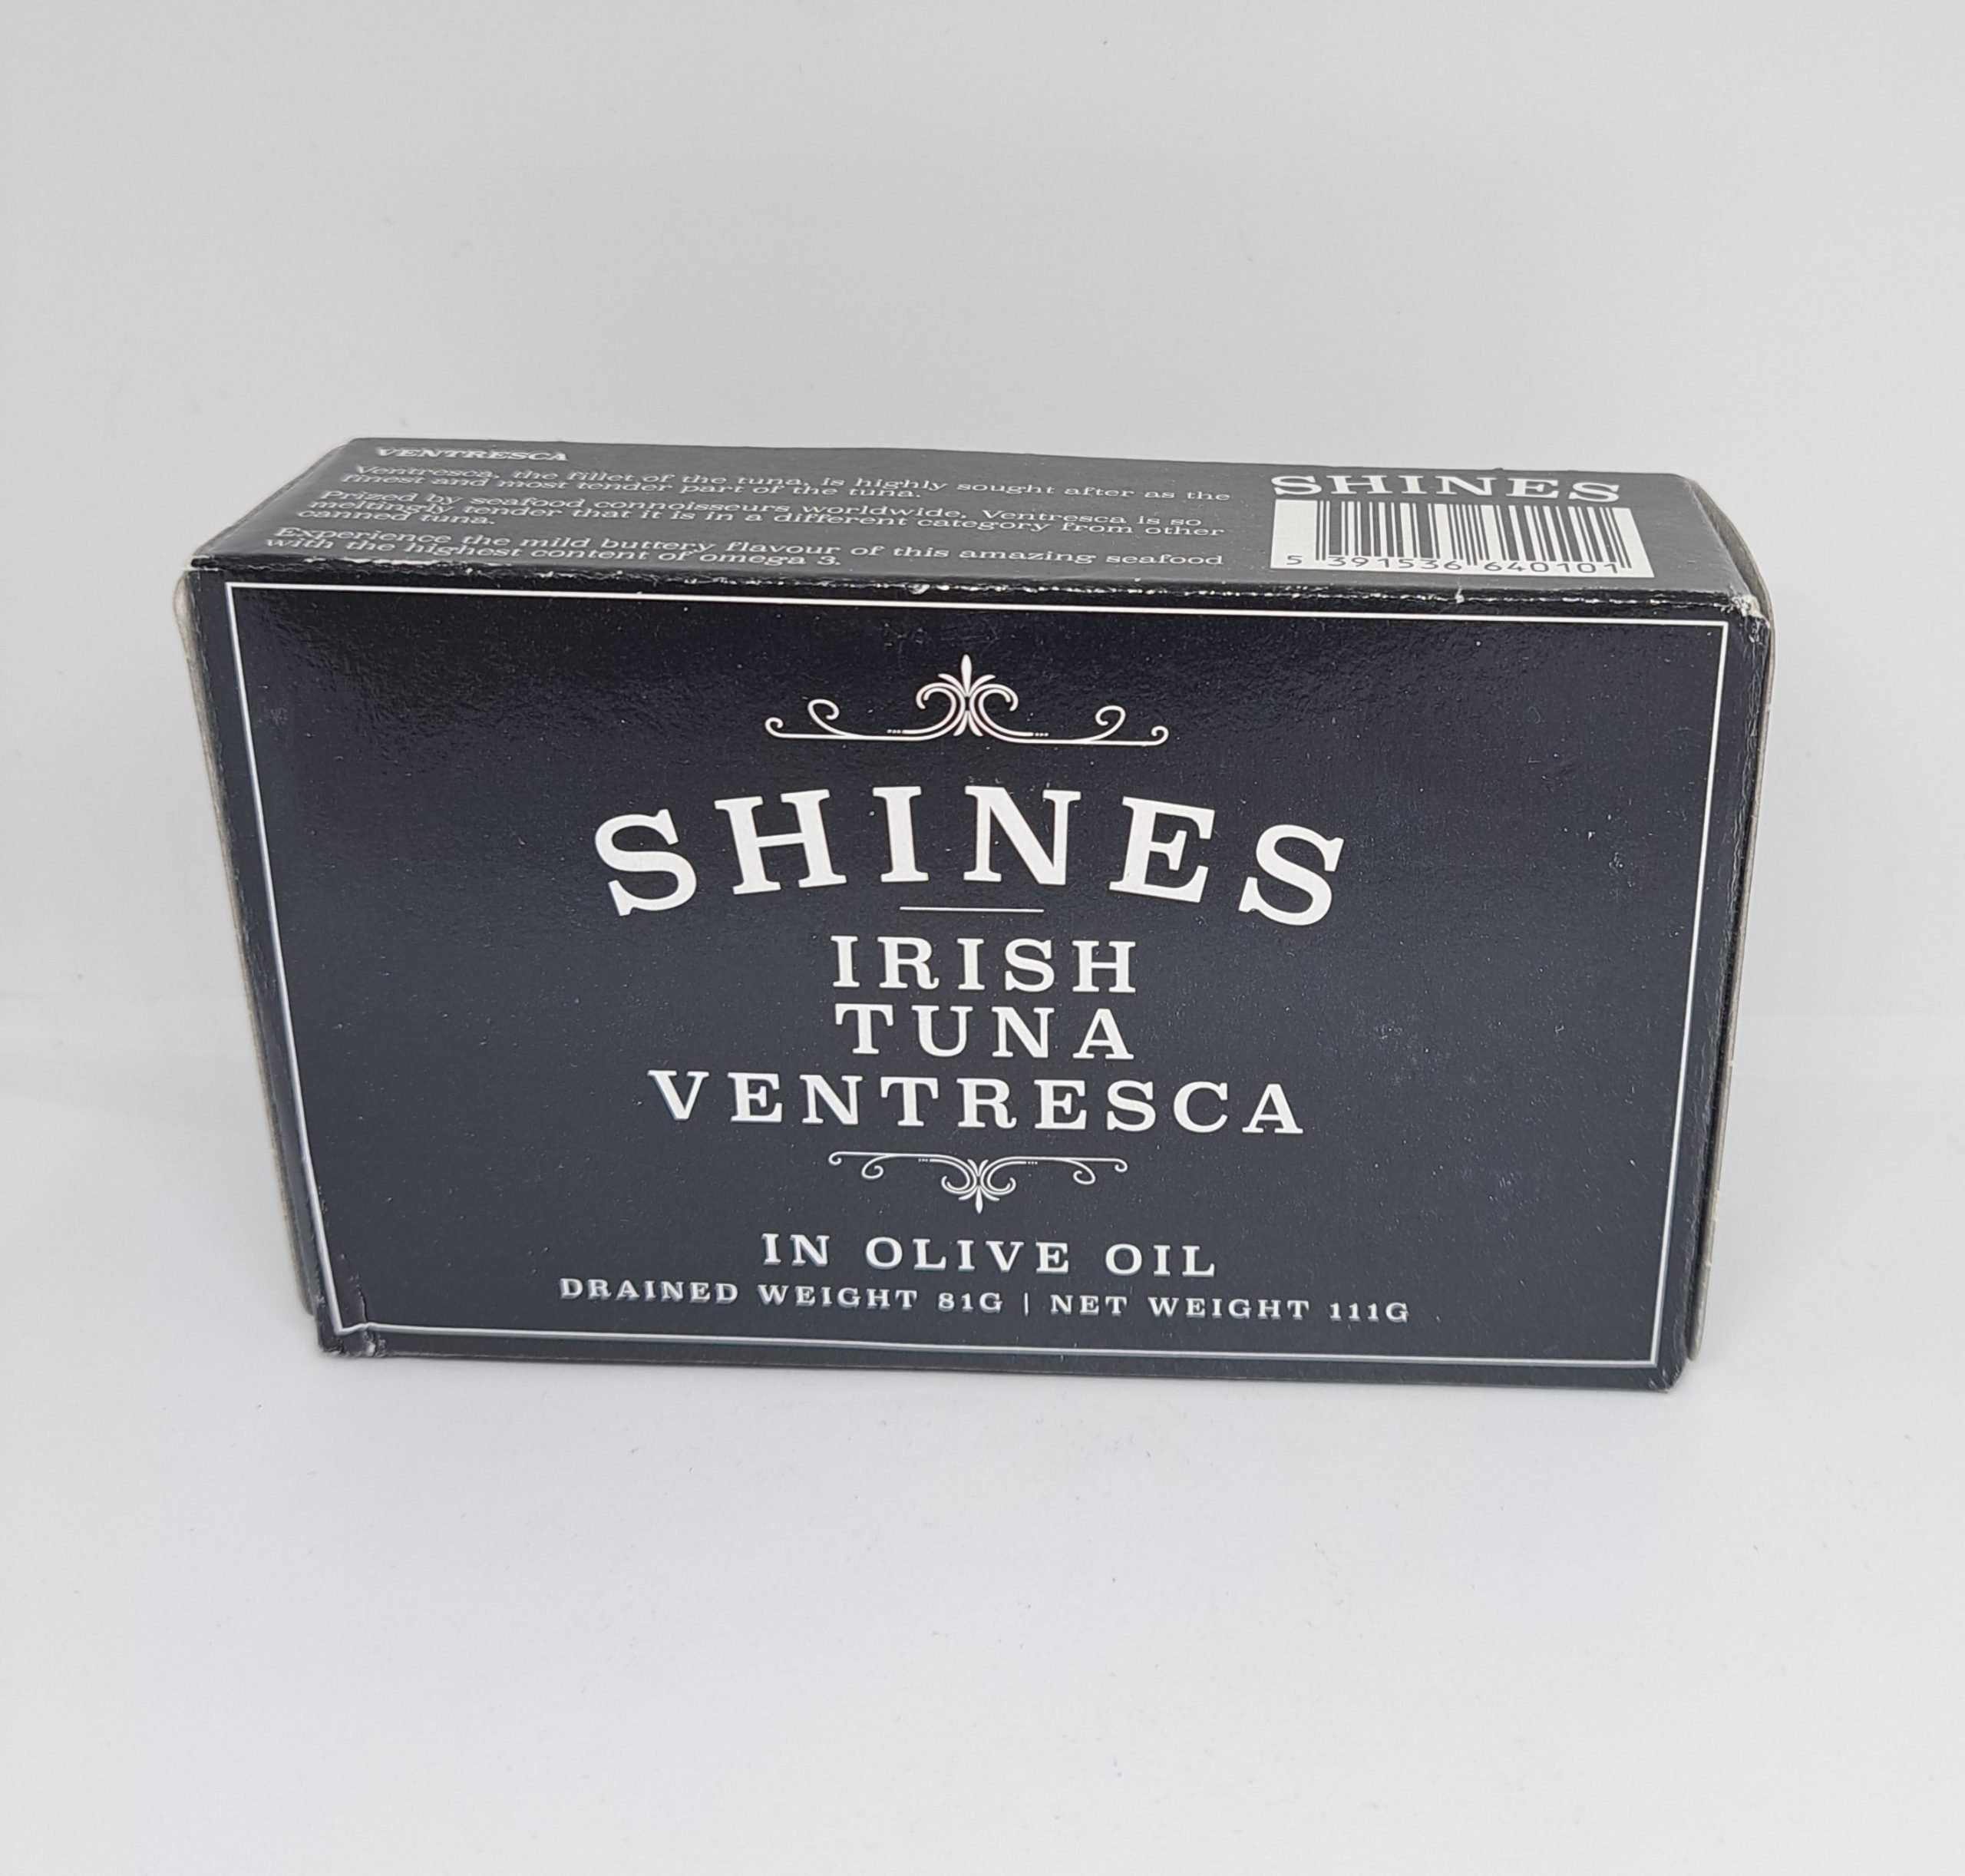 VENTRESCA
Ventresca, the fillet of the tuna, is highly sought after as the
finest and most tender part of the tuna.
Prized by seafood connoisseurs worldwide, Ventresca is so
meltingly tender that it is in a different category from other
canned tuna.
Experience the mild buttery flavour of this amazing seafood
with the highest content of omega 3.
SHINES
5 391536 640101
SHINES
IRISH
TUNA
VENTRESCA
IN OLIVE OIL
DRAINED WEIGHT 81G | NET WEIGHT 111G